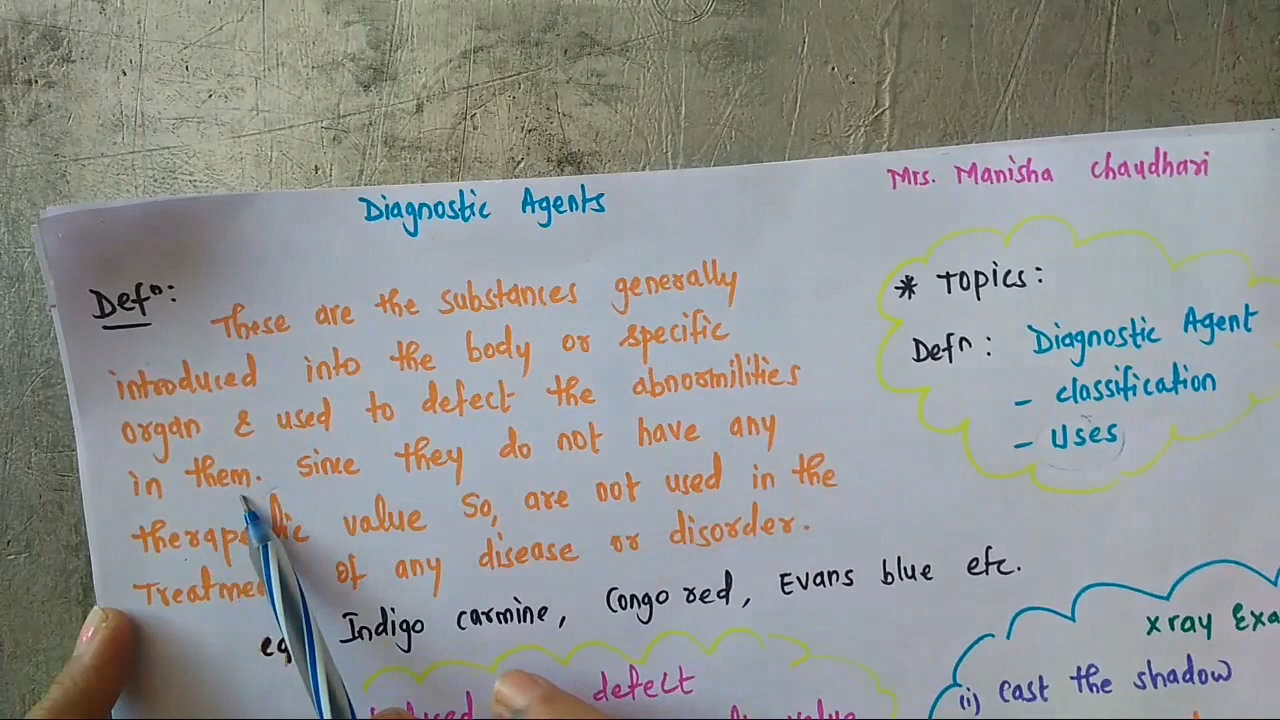 Diagnostic Agents
Mrs. Manisha Chaudhari
Defⁿ:
These are the substances generally
introduced into the body or specific
organ & used to defect the abnormilities
in them. Since they do not have any
value So, are not used in the
of any disease or disorder.
Indigo carmine, Congo red, Evans blue etc.
* Topics:
Defⁿ: Diagnostic Agent
- classification
- Uses
defect
value
xray
(i) cast the shadow